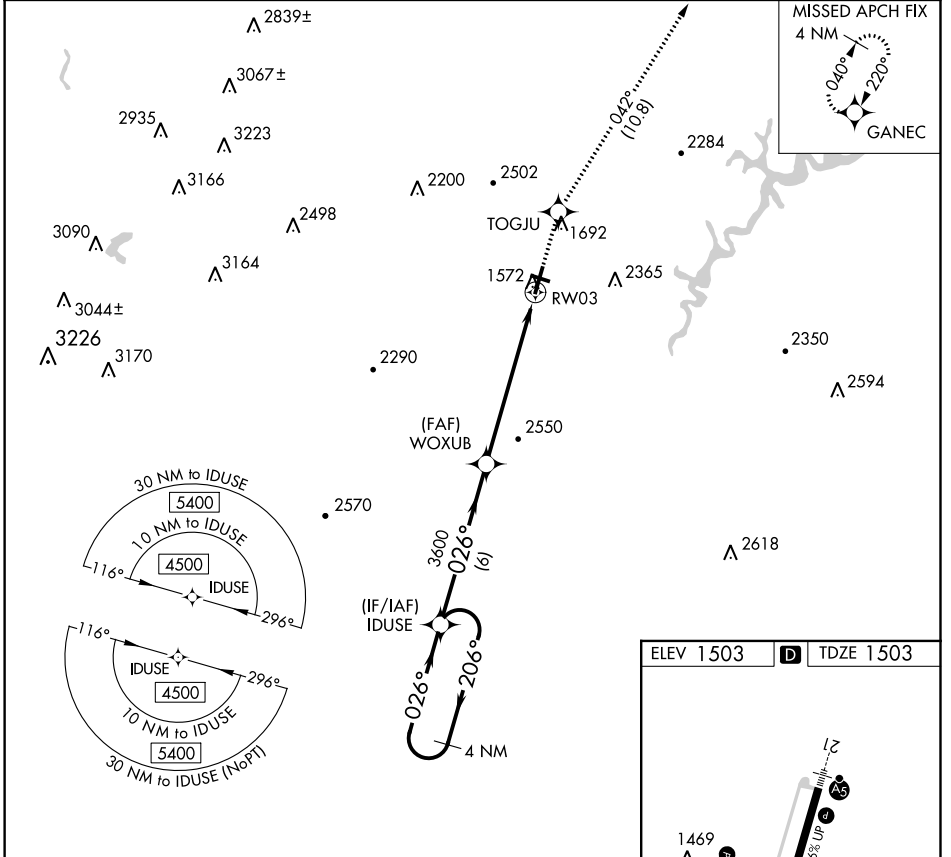 MISSED APCH FIX
4 NM
040°
220°
GANEC
2839±
3067±
2935
3223
3166
2200
2502
2284
042°
(10.8)
2498
TOGJU
1692
3090
3164
1572
RW03
2365
3044±
3226
3170
2290
2350
2594
(FAF)
WOXUB
2550
2570
2618
3600
026°
(6)
(IF/IAF)
IDUSE
026°
206°
4 NM
30 NM to IDUSE
5400
10 NM to IDUSE
4500
IDUSE
116°
296°
116°
296°
IDUSE
4500
10 NM to IDUSE
5400
30 NM to IDUSE (NoPT)
ELEV 1503
D
TDZE 1503
21
A5
P
% UP
1469